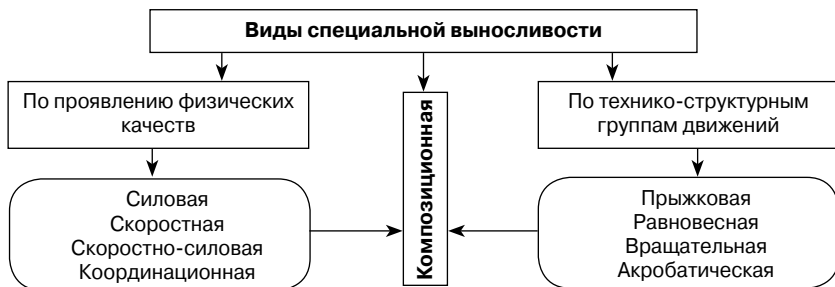 Виды специальной выносливости
По проявлению физических
качеств
Композиционная
По технико-структурным
группам движений
Силовая
Скоростная
Скоростно-силовая
Координационная
Прыжковая
Равновесная
Вращательная
Акробатическая